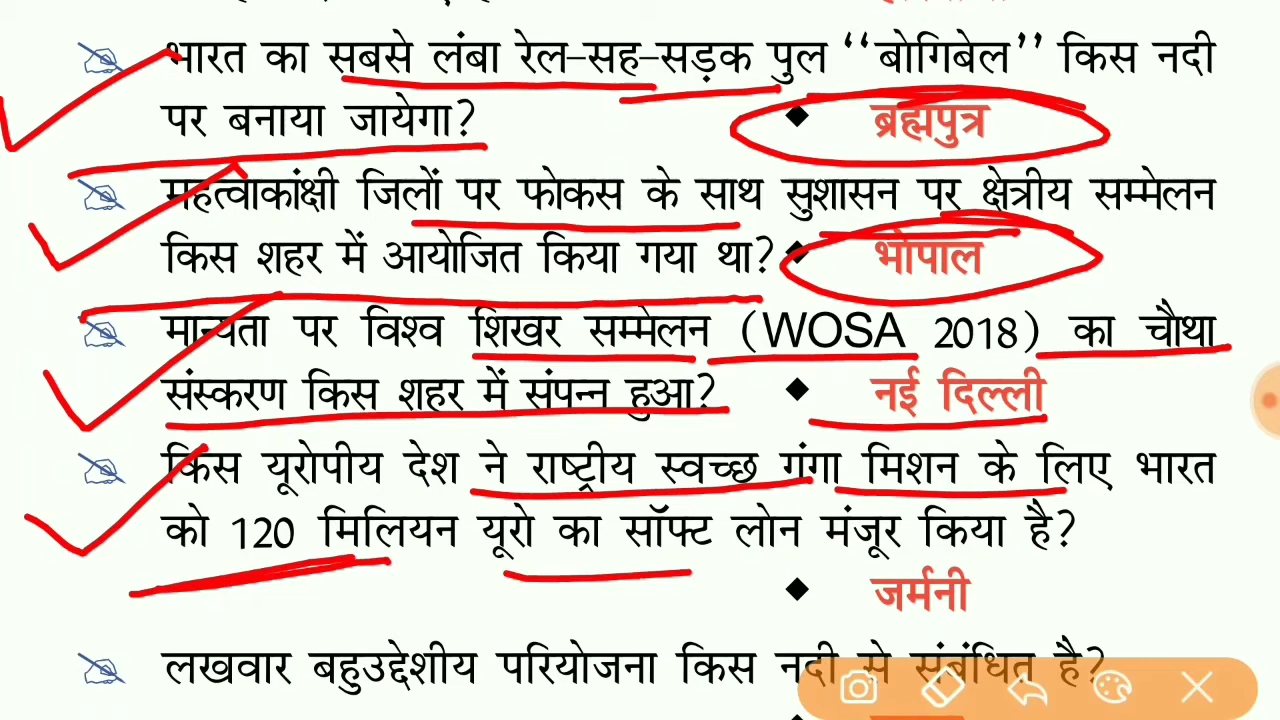 भारत का सबसे लंबा रेल-सह-सड़क पुल ‘‘बोगिबेल’’ किस नदी
पर बनाया जायेगा? ◆ ब्रह्मपुत्र
महत्वाकांक्षी जिलों पर फोकस के साथ सुशासन पर क्षेत्रीय सम्मेलन
किस शहर में आयोजित किया गया था? ◆ भोपाल
मान्यता पर विश्व शिखर सम्मेलन (WOSA 2018) का चौथा
संस्करण किस शहर में संपन्न हुआ? ◆ नई दिल्ली
किस यूरोपीय देश ने राष्ट्रीय स्वच्छ गंगा मिशन के लिए भारत
को 120 मिलियन यूरो का सॉफ्ट लोन मंजूर किया है?
◆ जर्मनी
लखवार बहुउद्देशीय परियोजना किस नदी से संबंधित है?